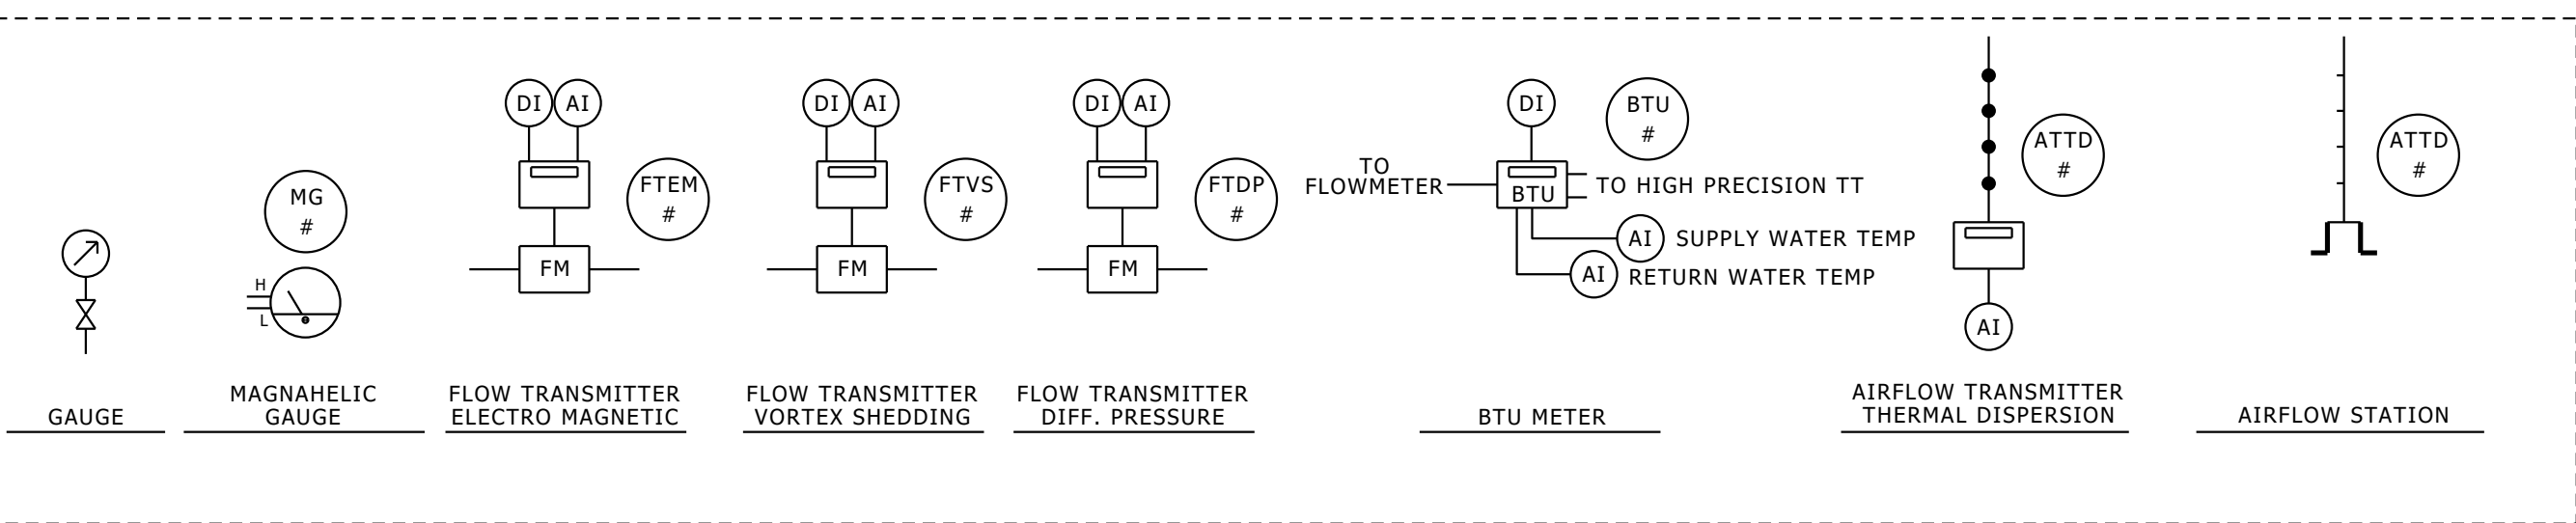 GAUGE
MG
#
H
L
MAGNAHELIC
GAUGE
DI AI
FTEM
#
FM
FLOW TRANSMITTER
ELECTRO MAGNETIC
DI AI
FTVS
#
FM
FLOW TRANSMITTER
VORTEX SHEDDING
DI AI
FTDP
#
FM
FLOW TRANSMITTER
DIFF. PRESSURE
DI
BTU
#
TO
FLOWMETER
BTU
TO HIGH PRECISION TT
AI SUPPLY WATER TEMP
AI RETURN WATER TEMP
BTU METER
ATTD
#
AI
AIRFLOW TRANSMITTER
THERMAL DISPERSION
ATTD
#
AIRFLOW STATION